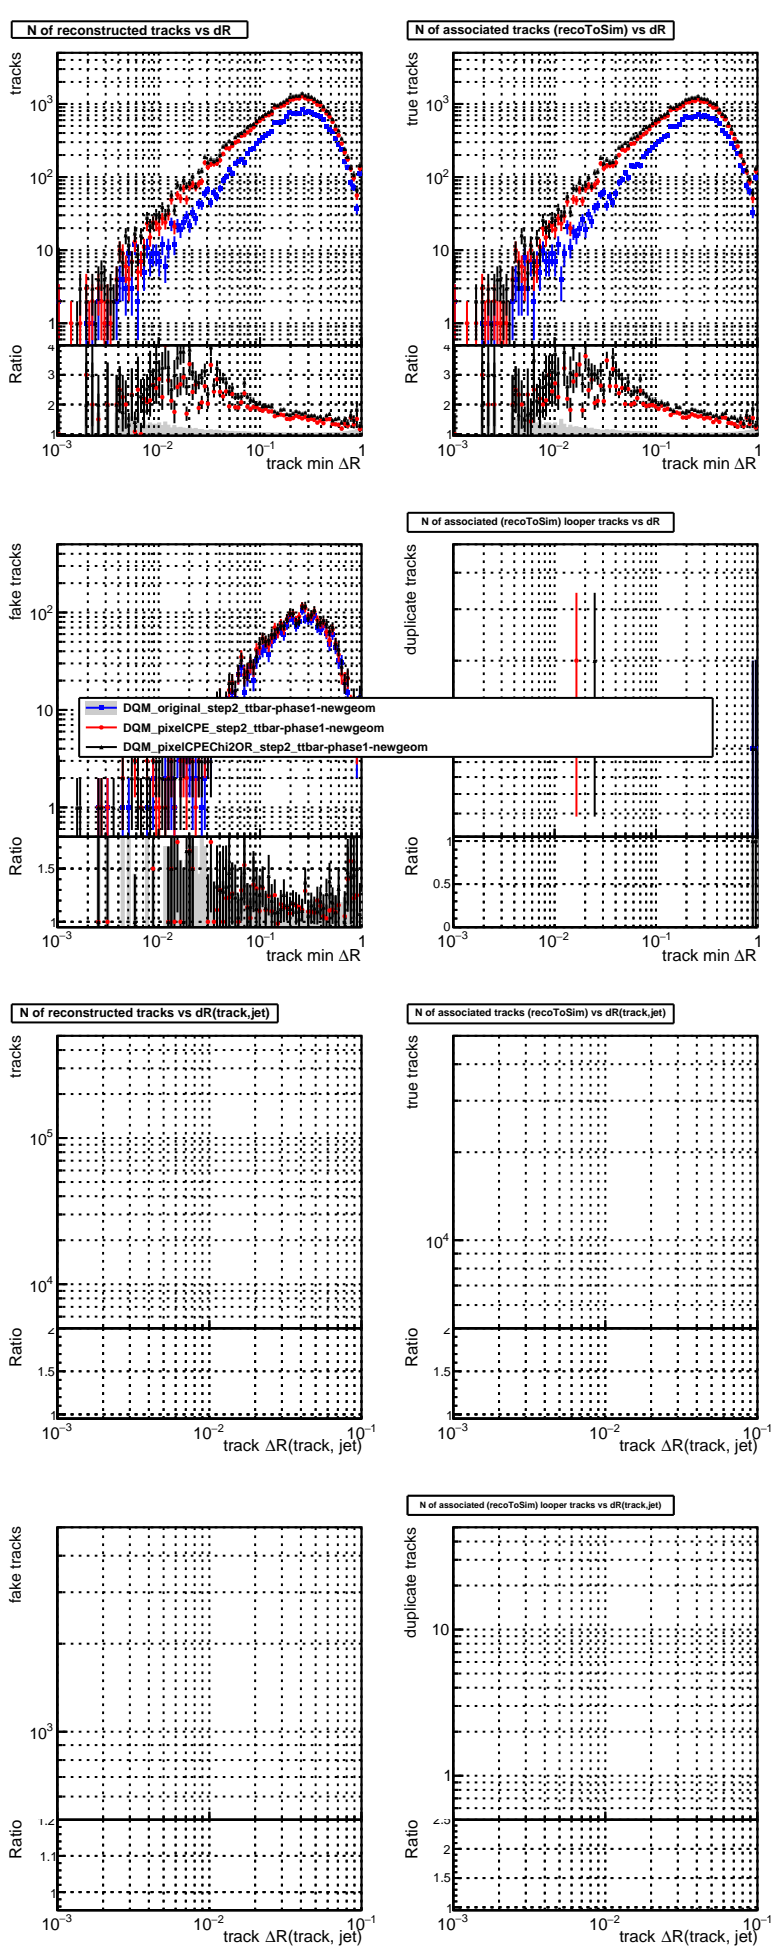 N of reconstructed tracks vs dR
tracks
10³
10²
10
1
Ratio
4
3
2
1
10⁻³
10⁻²
10⁻¹
1
track min ΔR
N of associated tracks (recoToSim) vs dR
true tracks
10³
10²
10
1
Ratio
4
3
2
1
10⁻³
10⁻²
10⁻¹
1
track min ΔR
fake tracks
10²
10
1
Ratio
1.5
1
10⁻³
10⁻²
10⁻¹
1
track min ΔR
N of associated (recoToSim) looper tracks vs dR
duplicate tracks
Ratio
1
0.5
0
10⁻³
10⁻²
10⁻¹
1
track min ΔR
DQM_original_step2_ttbar-phase1-newgeom
DQM_pixelCPE_step2_ttbar-phase1-newgeom
DQM_pixelCPEChi2OR_step2_ttbar-phase1-newgeom
N of reconstructed tracks vs dR(track,jet)
tracks
10⁵
10⁴
Ratio
2
1.5
1
10⁻³
10⁻²
10⁻¹
track ΔR(track, jet)
N of associated tracks (recoToSim) vs dR(track,jet)
true tracks
10⁴
Ratio
2
1.5
1
10⁻³
10⁻²
10⁻¹
track ΔR(track, jet)
fake tracks
10³
Ratio
1.2
1.1
1
10⁻³
10⁻²
10⁻¹
track ΔR(track, jet)
N of associated (recoToSim) looper tracks vs dR(track,jet)
duplicate tracks
10
1
Ratio
2.5
2
1.5
1
10⁻³
10⁻²
10⁻¹
track ΔR(track, jet)